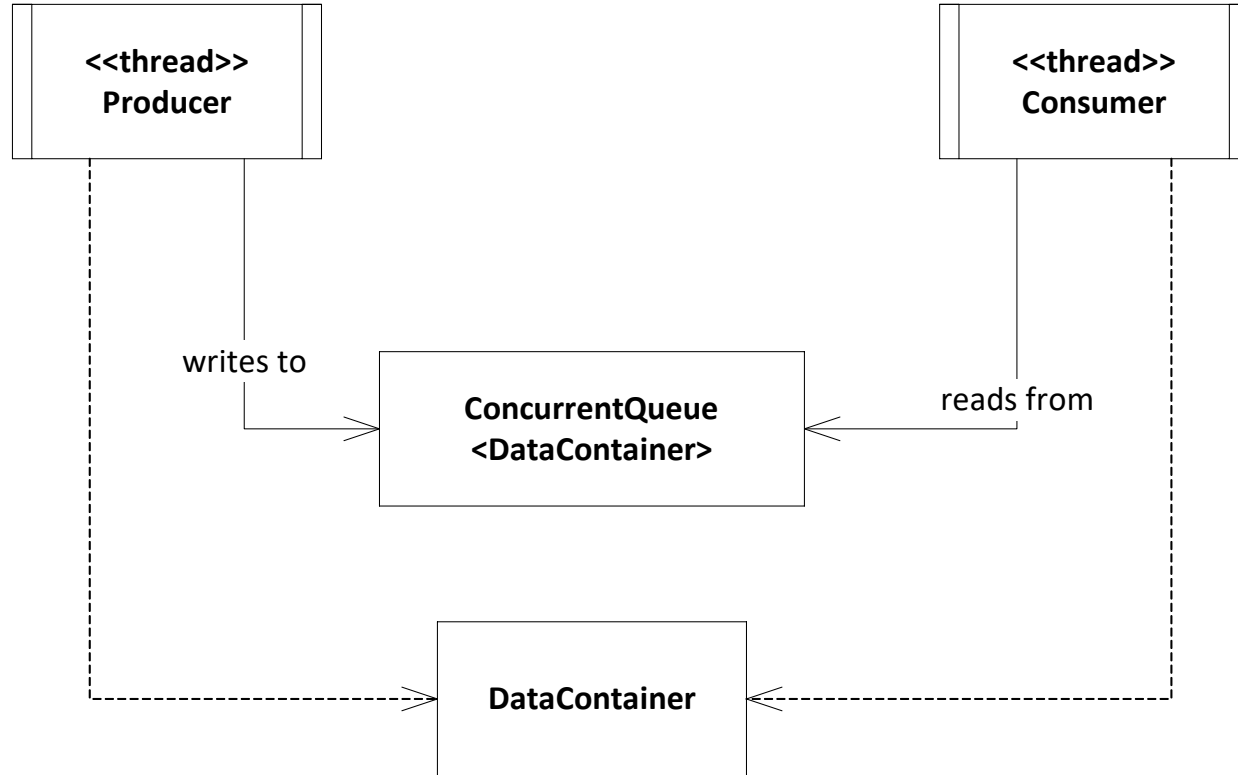 <<thread>>
Producer
<<thread>>
Consumer
writes to
ConcurrentQueue
<DataContainer>
reads from
DataContainer